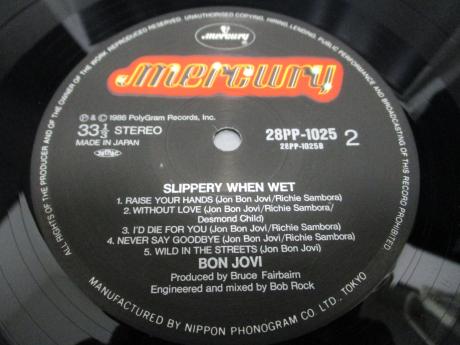 ALL RIGHTS OF THE PRODUCER AND OF THE OWNER OF THE WORK REPRODUCED RESERVED. UNAUTHORISED COPYING, HIRING, LENDING, PUBLIC PERFORMANCE AND BROADCASTING OF THIS RECORD PROHIBITED.
mercury
mercury
℗ & © 1986 PolyGram Records, Inc.
33⅓ STEREO
MADE IN JAPAN
28PP-1025 2
28PP-1025B
SLIPPERY WHEN WET
1. RAISE YOUR HANDS (Jon Bon Jovi/Richie Sambora)
2. WITHOUT LOVE (Jon Bon Jovi/Richie Sambora/
Desmond Child)
3. I'D DIE FOR YOU (Jon Bon Jovi/Richie Sambora)
4. NEVER SAY GOODBYE (Jon Bon Jovi/Richie Sambora)
5. WILD IN THE STREETS (Jon Bon Jovi)
BON JOVI
Produced by Bruce Fairbairn
Engineered and mixed by Bob Rock
MANUFACTURED BY NIPPON PHONOGRAM CO. LTD., TOKYO